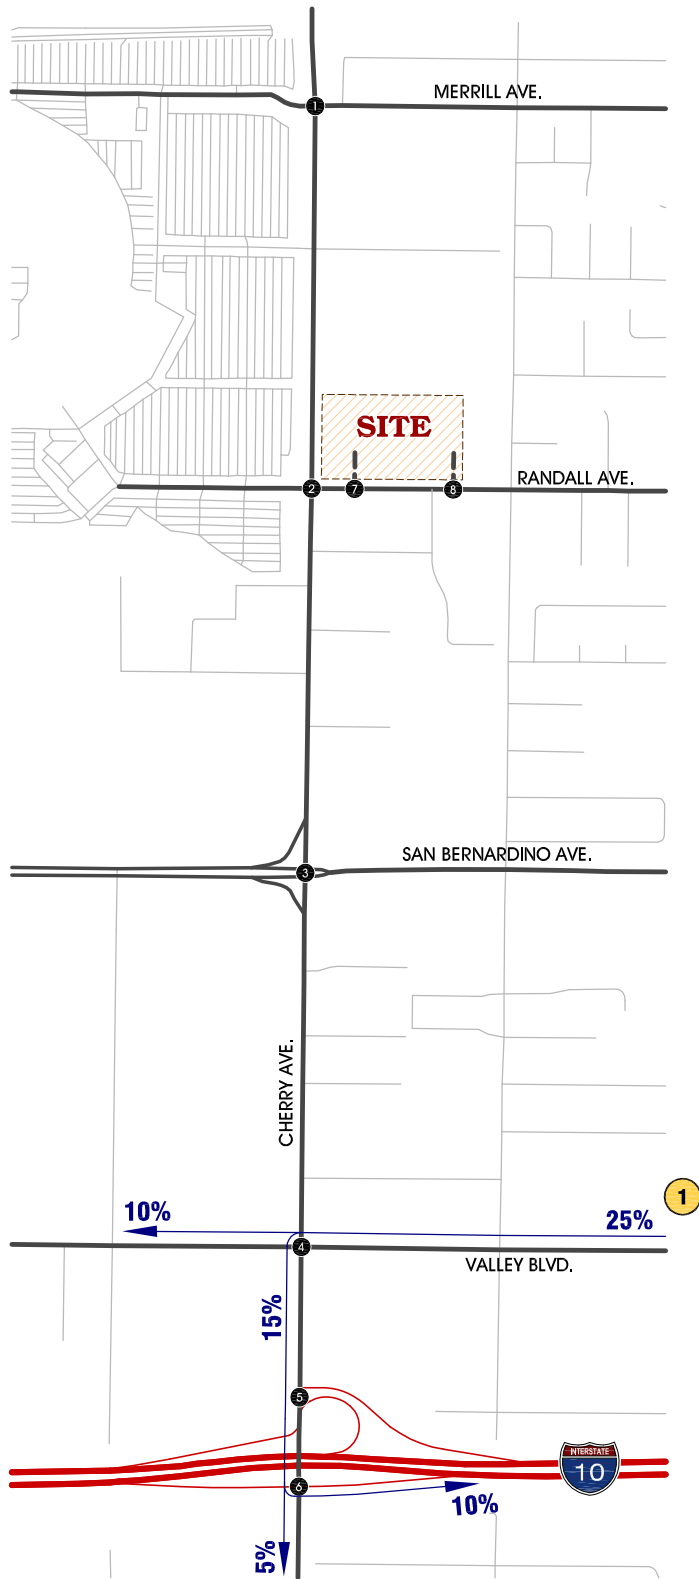 MERRILL AVE.
1
SITE
RANDALL AVE.
2
7
8
SAN BERNARDINO AVE.
3
CHERRY AVE.
1
10%
25%
4
VALLEY BLVD.
15%
5
INTERSTATE
10
6
10%
5%